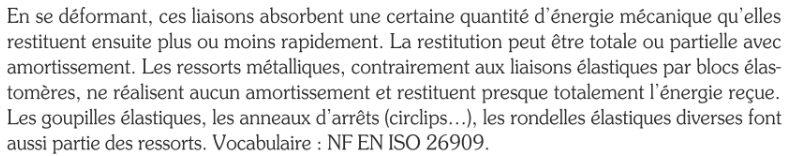 En se déformant, ces liaisons absorbent une certaine quantité d'énergie mécanique qu'elles
restituent ensuite plus ou moins rapidement. La restitution peut être totale ou partielle avec
amortissement. Les ressorts métalliques, contrairement aux liaisons élastiques par blocs élas-
tomères, ne réalisent aucun amortissement et restituent presque totalement l'énergie reçue.
Les goupilles élastiques, les anneaux d'arrêts (circlips...), les rondelles élastiques diverses font
aussi partie des ressorts. Vocabulaire : NF EN ISO 26909.